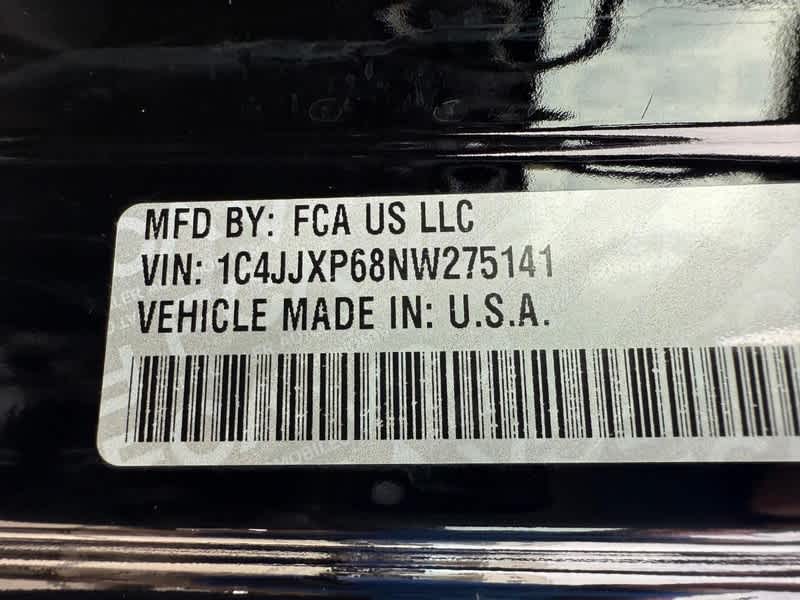 MFD BY: FCA US LLC
VIN: 1C4JJXP68NW275141
VEHICLE MADE IN: U.S.A.